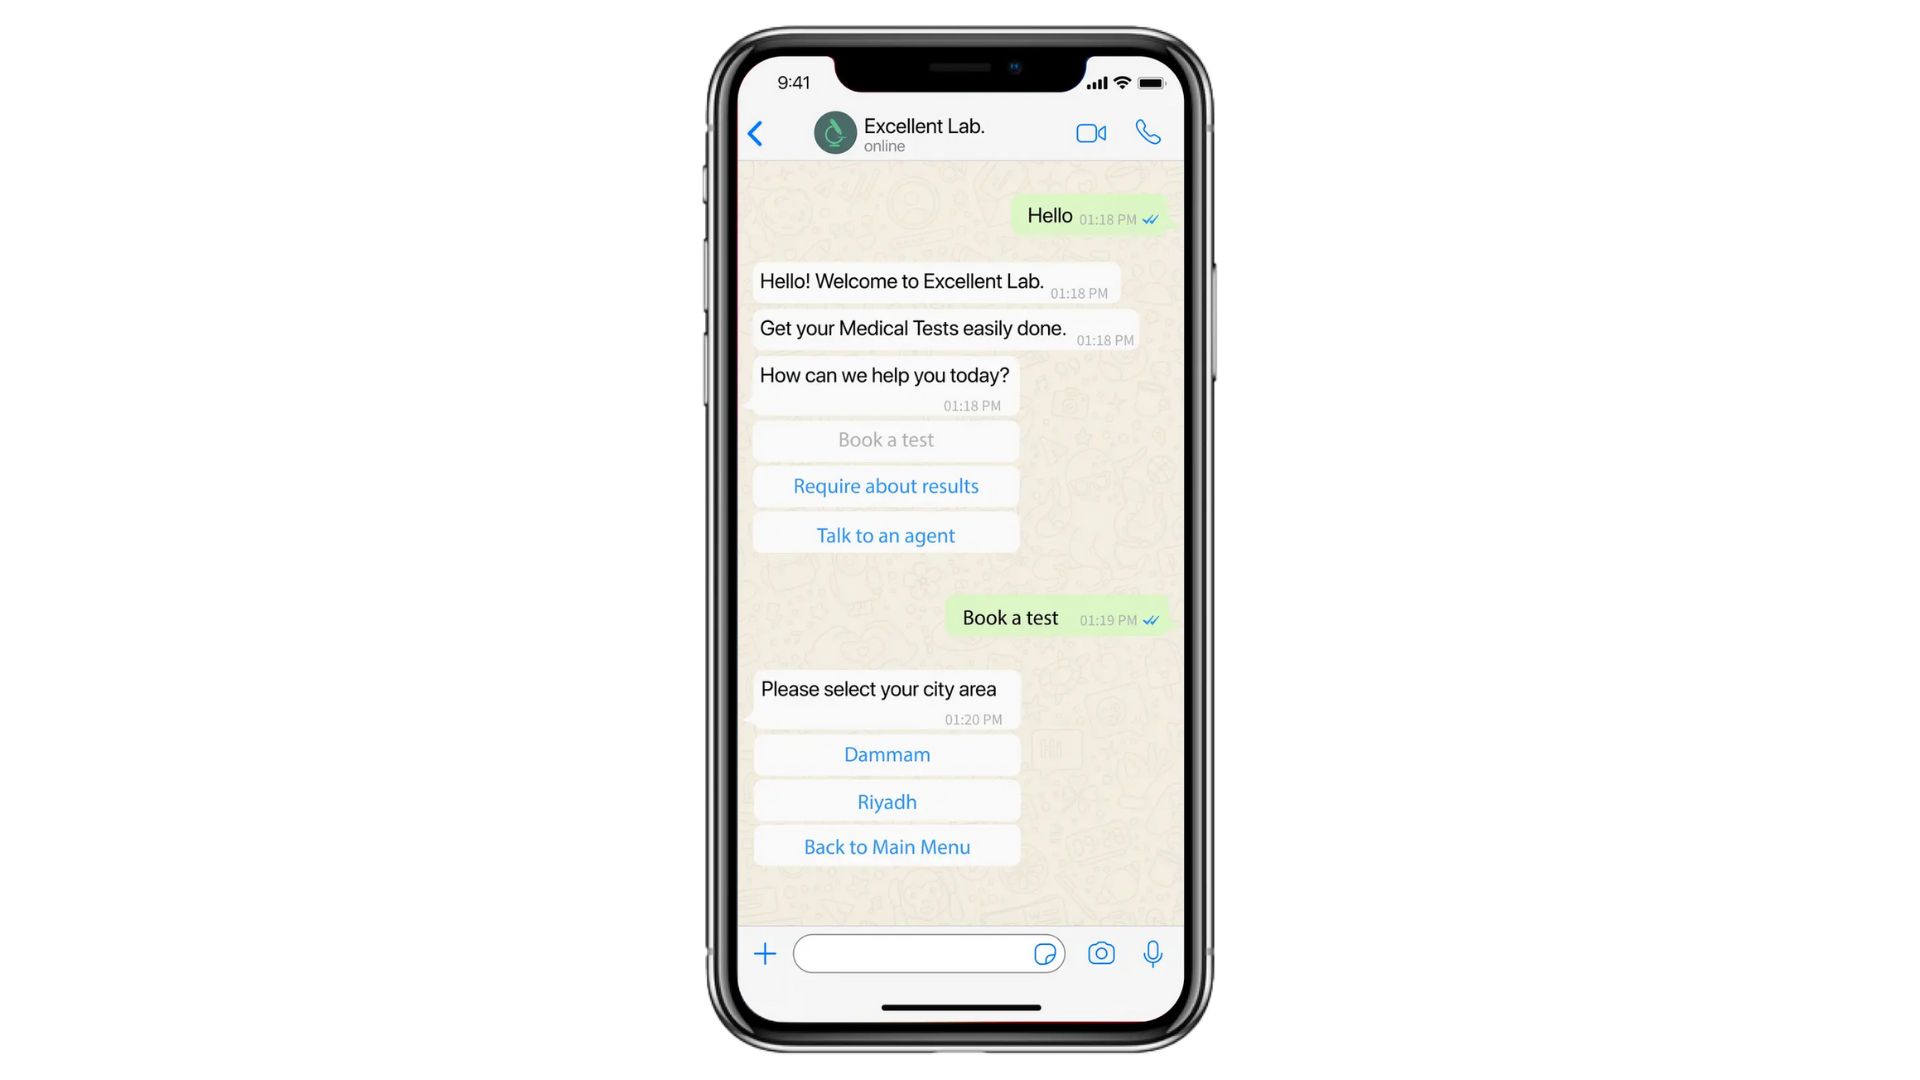 9:41
Excellent Lab.
online
Hello 01:18 PM
Hello! Welcome to Excellent Lab. 01:18 PM
Get your Medical Tests easily done. 01:18 PM
How can we help you today?
01:18 PM
Book a test
Require about results
Talk to an agent
Book a test 01:19 PM
Please select your city area
01:20 PM
Dammam
Riyadh
Back to Main Menu